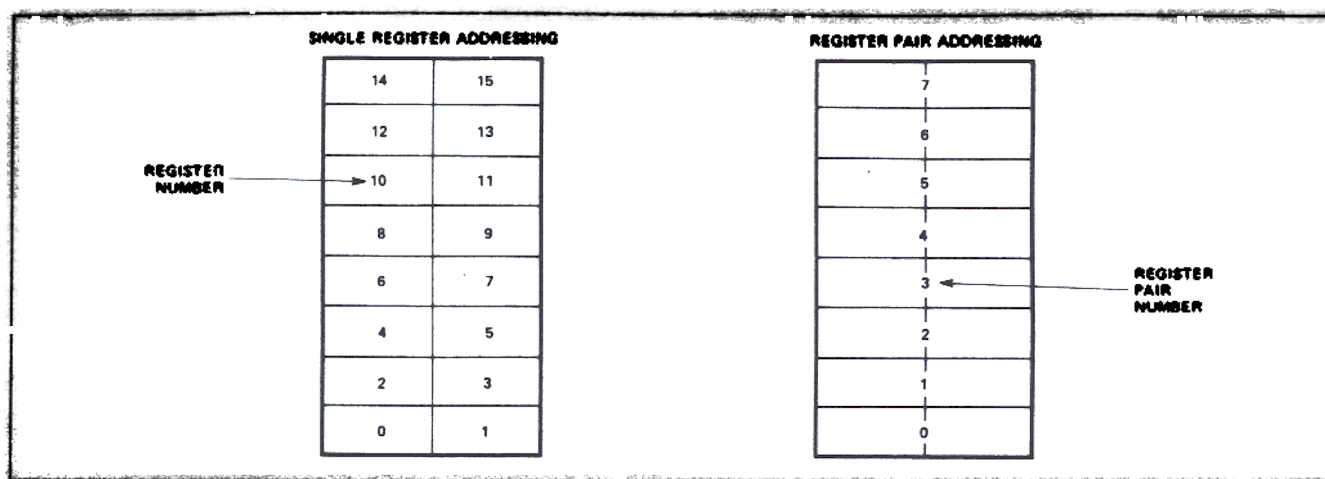 SINGLE REGISTER ADDRESSING
14 15
12 13
REGISTER
NUMBER
10 11
8 9
6 7
4 5
2 3
0 1
REGISTER PAIR ADDRESSING
7
6
5
4
3
REGISTER
PAIR
NUMBER
2
1
0